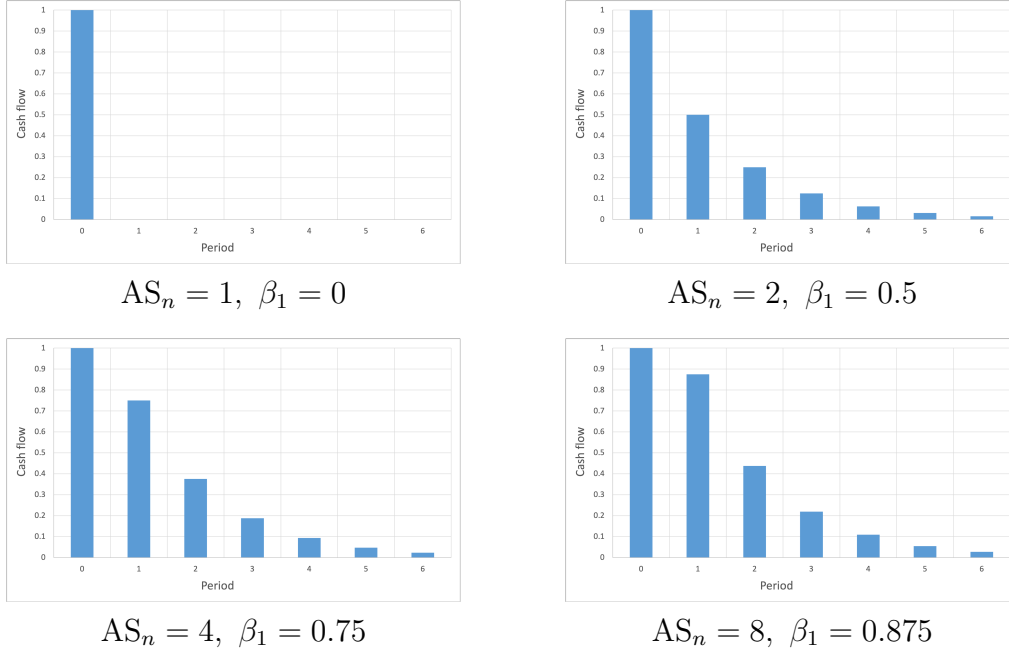 1
0.9
0.8
0.7
0.6
0.5
0.4
0.3
0.2
0.1
0
Cash flow
0 1 2 3 4 5 6
Period
AS_n = 1, β_1 = 0
1
0.9
0.8
0.7
0.6
0.5
0.4
0.3
0.2
0.1
0
Cash flow
0 1 2 3 4 5 6
Period
AS_n = 2, β_1 = 0.5
1
0.9
0.8
0.7
0.6
0.5
0.4
0.3
0.2
0.1
0
Cash flow
0 1 2 3 4 5 6
Period
AS_n = 4, β_1 = 0.75
1
0.9
0.8
0.7
0.6
0.5
0.4
0.3
0.2
0.1
0
Cash flow
0 1 2 3 4 5 6
Period
AS_n = 8, β_1 = 0.875